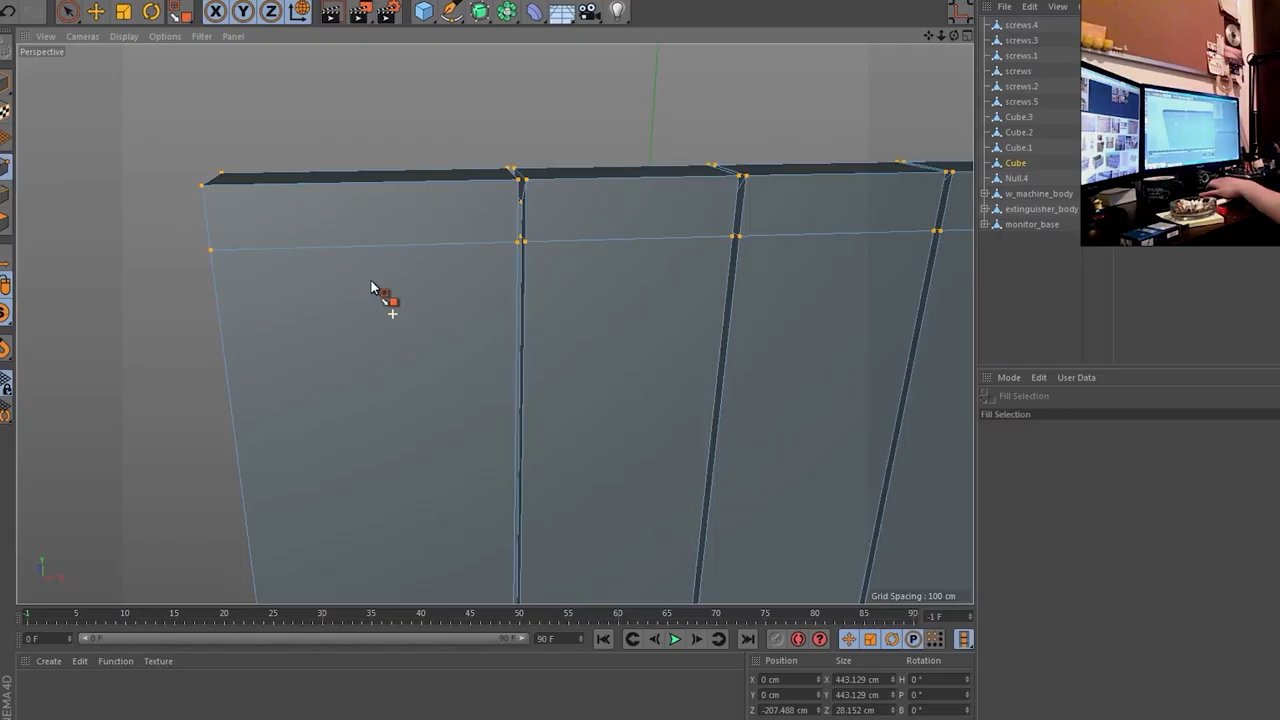 View Cameras Display Options Filter Panel
Perspective
Grid Spacing : 100 cm
File Edit View
screws.4
screws.3
screws.1
screws
screws.2
screws.5
Cube.3
Cube.2
Cube.1
Cube
Null.4
w_machine_body
extinguisher_body
monitor_base
Mode Edit User Data
Fill Selection
Fill Selection
-1 5 10 15 20 25 30 35 40 45 50 55 60 65 70 75 80 85 90 -1 F
0 F 0 F 90 F 90 F
Create Edit Function Texture
Position Size Rotation
X 0 cm X 443.129 cm H 0 °
Y 0 cm Y 443.129 cm P 0 °
Z -207.488 cm Z 28.152 cm B 0 °